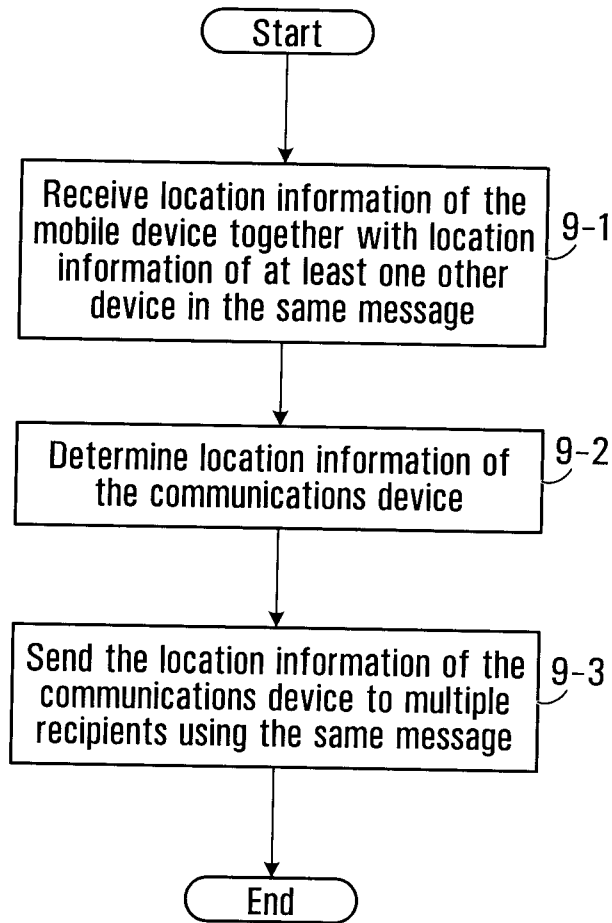 Start
Receive location information of the
mobile device together with location
information of at least one other
device in the same message
9-1
Determine location information of
the communications device
9-2
Send the location information of the
communications device to multiple
recipients using the same message
9-3
End